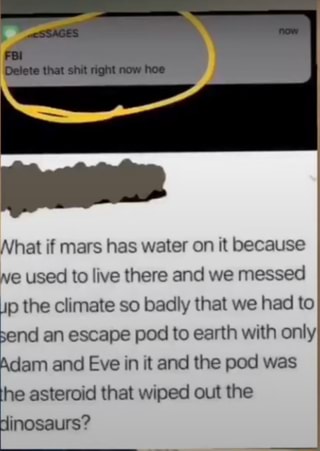 MESSAGES now
FBI
Delete that shit right now hoe
What if mars has water on it because
we used to live there and we messed
up the climate so badly that we had to
send an escape pod to earth with only
Adam and Eve in it and the pod was
the asteroid that wiped out the
dinosaurs?